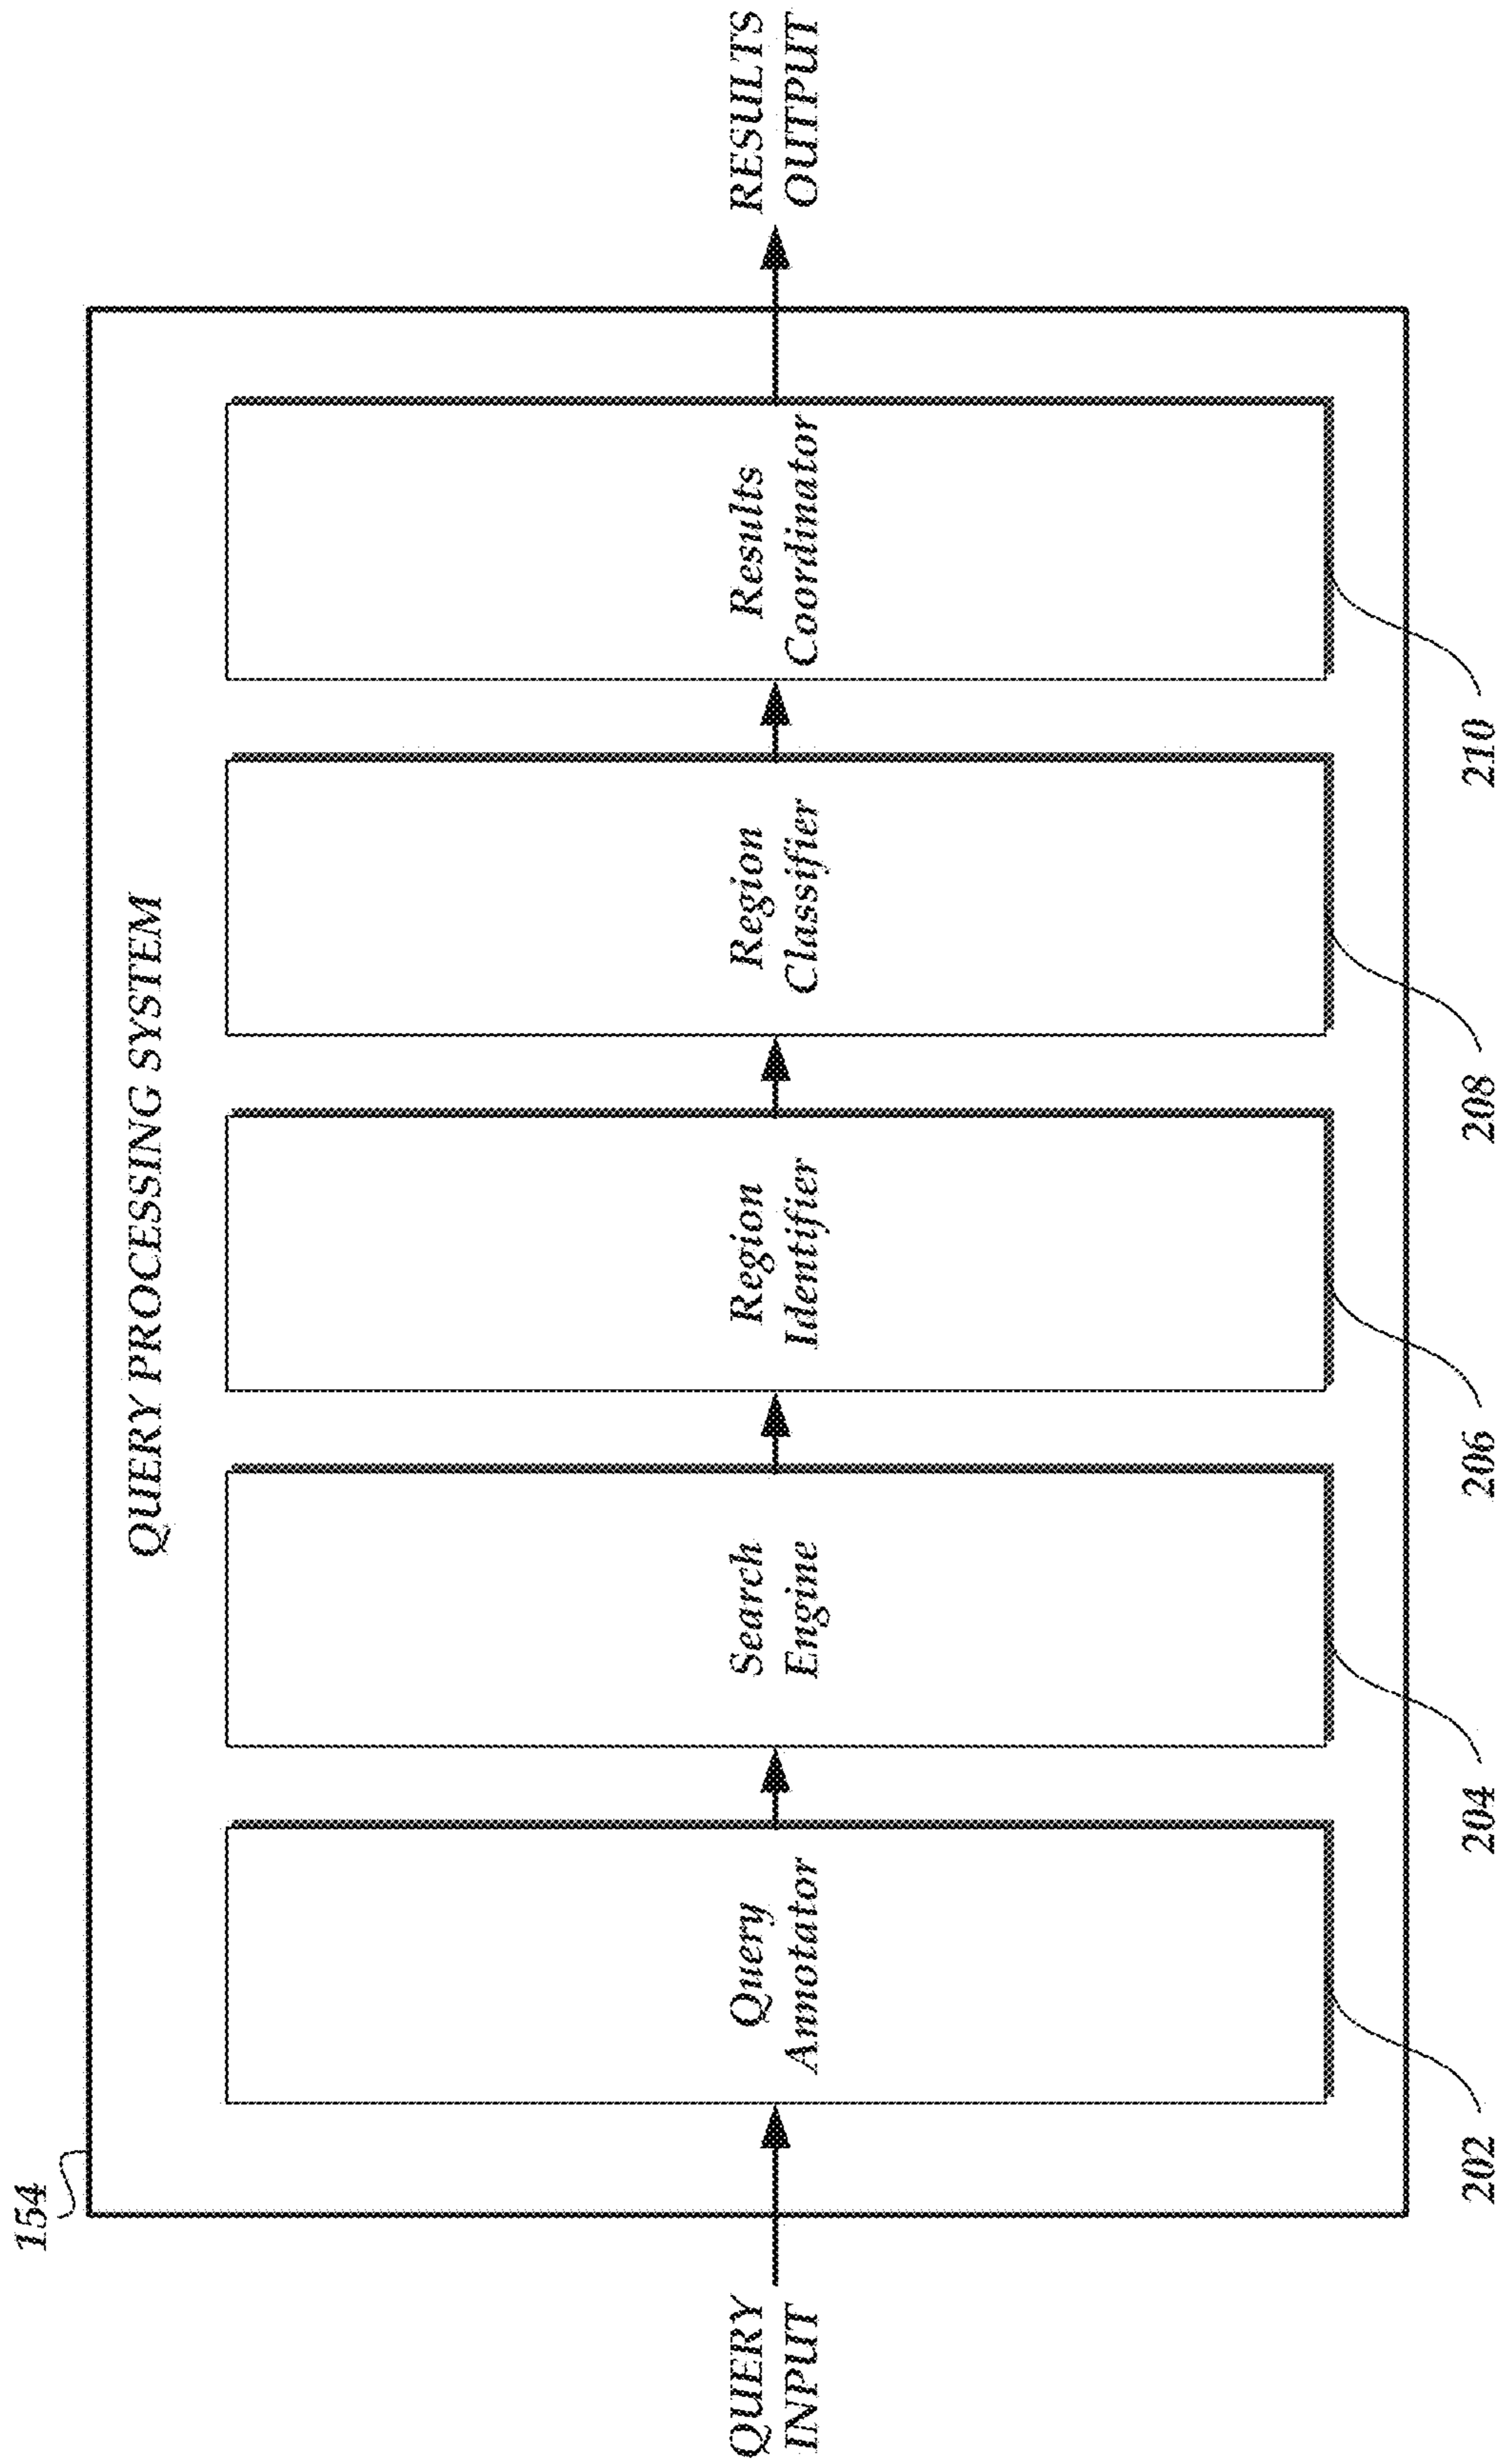 154
QUERY PROCESSING SYSTEM
QUERY
INPUT
Query
Annotator
Search
Engine
Region
Identifier
Region
Classifier
Results
Coordinator
RESULTS
OUTPUT
202
204
206
208
210